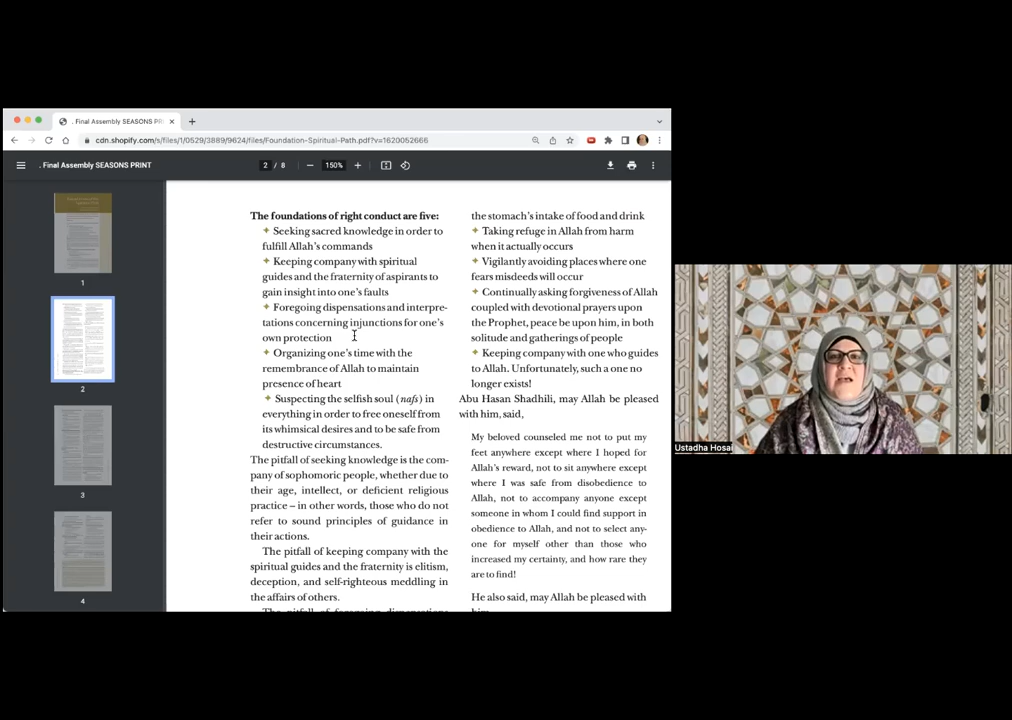 . Final Assembly SEASONS PRI
cdn.shopify.com/s/files/1/0529/3889/9624/files/Foundation-Spiritual-Path.pdf?v=1620052666
. Final Assembly SEASONS PRINT
2 / 8
150%
1
2
3
4
The foundations of right conduct are five:
✦ Seeking sacred knowledge in order to
fulfill Allah's commands
✦ Keeping company with spiritual
guides and the fraternity of aspirants to
gain insight into one's faults
✦ Foregoing dispensations and interpre-
tations concerning injunctions for one's
own protection
✦ Organizing one's time with the
remembrance of Allah to maintain
presence of heart
✦ Suspecting the selfish soul (nafs) in
everything in order to free oneself from
its whimsical desires and to be safe from
destructive circumstances.
The pitfall of seeking knowledge is the com-
pany of sophomoric people, whether due to
their age, intellect, or deficient religious
practice – in other words, those who do not
refer to sound principles of guidance in
their actions.
The pitfall of keeping company with the
spiritual guides and the fraternity is elitism,
deception, and self-righteous meddling in
the affairs of others.
The pitfall of foregoing dispensations
the stomach's intake of food and drink
✦ Taking refuge in Allah from harm
when it actually occurs
✦ Vigilantly avoiding places where one
fears misdeeds will occur
✦ Continually asking forgiveness of Allah
coupled with devotional prayers upon
the Prophet, peace be upon him, in both
solitude and gatherings of people
✦ Keeping company with one who guides
to Allah. Unfortunately, such a one no
longer exists!
Abu Hasan Shadhili, may Allah be pleased
with him, said,
My beloved counseled me not to put my
feet anywhere except where I hoped for
Allah's reward, not to sit anywhere except
where I was safe from disobedience to
Allah, not to accompany anyone except
someone in whom I could find support in
obedience to Allah, and not to select any-
one for myself other than those who
increased my certainty, and how rare they
are to find!
He also said, may Allah be pleased with
him
Ustadha Hosai